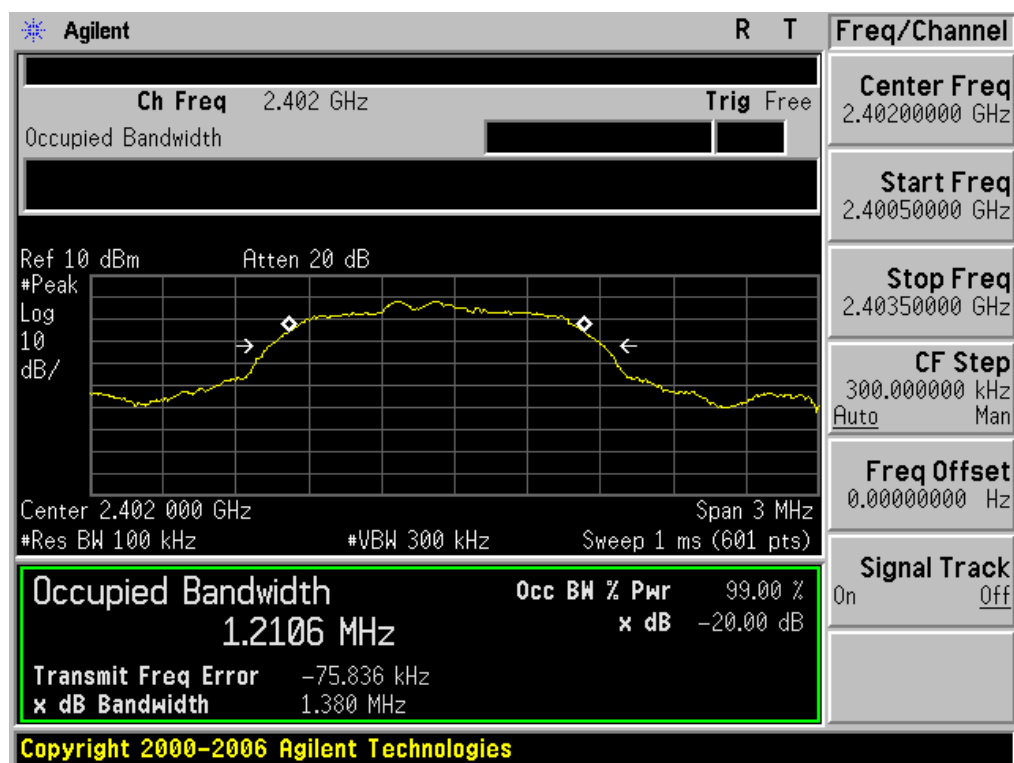 Agilent R T Freq/Channel
Ch Freq 2.402 GHz Trig Free
Occupied Bandwidth
Center Freq
2.40200000 GHz
Start Freq
2.40050000 GHz
Stop Freq
2.40350000 GHz
CF Step
300.000000 kHz
Auto Man
Freq Offset
0.00000000 Hz
Signal Track
On Off
Ref 10 dBm Atten 20 dB
#Peak
Log
10
dB/
Center 2.402 000 GHz Span 3 MHz
#Res BW 100 kHz #VBW 300 kHz Sweep 1 ms (601 pts)
Occupied Bandwidth Occ BW % Pwr 99.00 %
1.2106 MHz x dB -20.00 dB
Transmit Freq Error -75.836 kHz
x dB Bandwidth 1.380 MHz
Copyright 2000-2006 Agilent Technologies